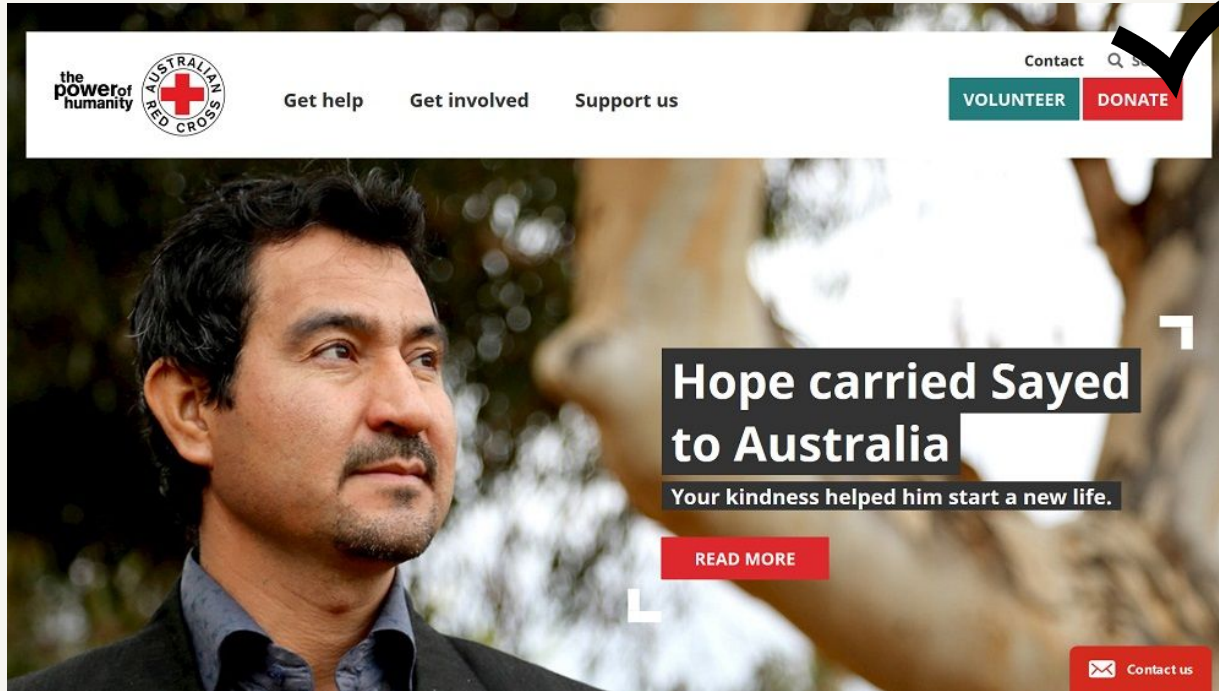 the
power of
humanity
AUSTRALIAN
RED CROSS
Get help
Get involved
Support us
Contact
VOLUNTEER
DONATE
Hope carried Sayed
to Australia
Your kindness helped him start a new life.
READ MORE
Contact us